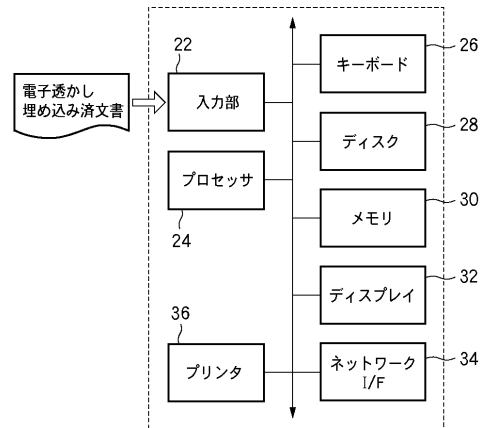 22
電子透かし
埋め込み済文書
入力部
キーボード
26
ディスク
28
プロセッサ
24
メモリ
30
ディスプレイ
32
36
プリンタ
ネットワーク
I/F
34